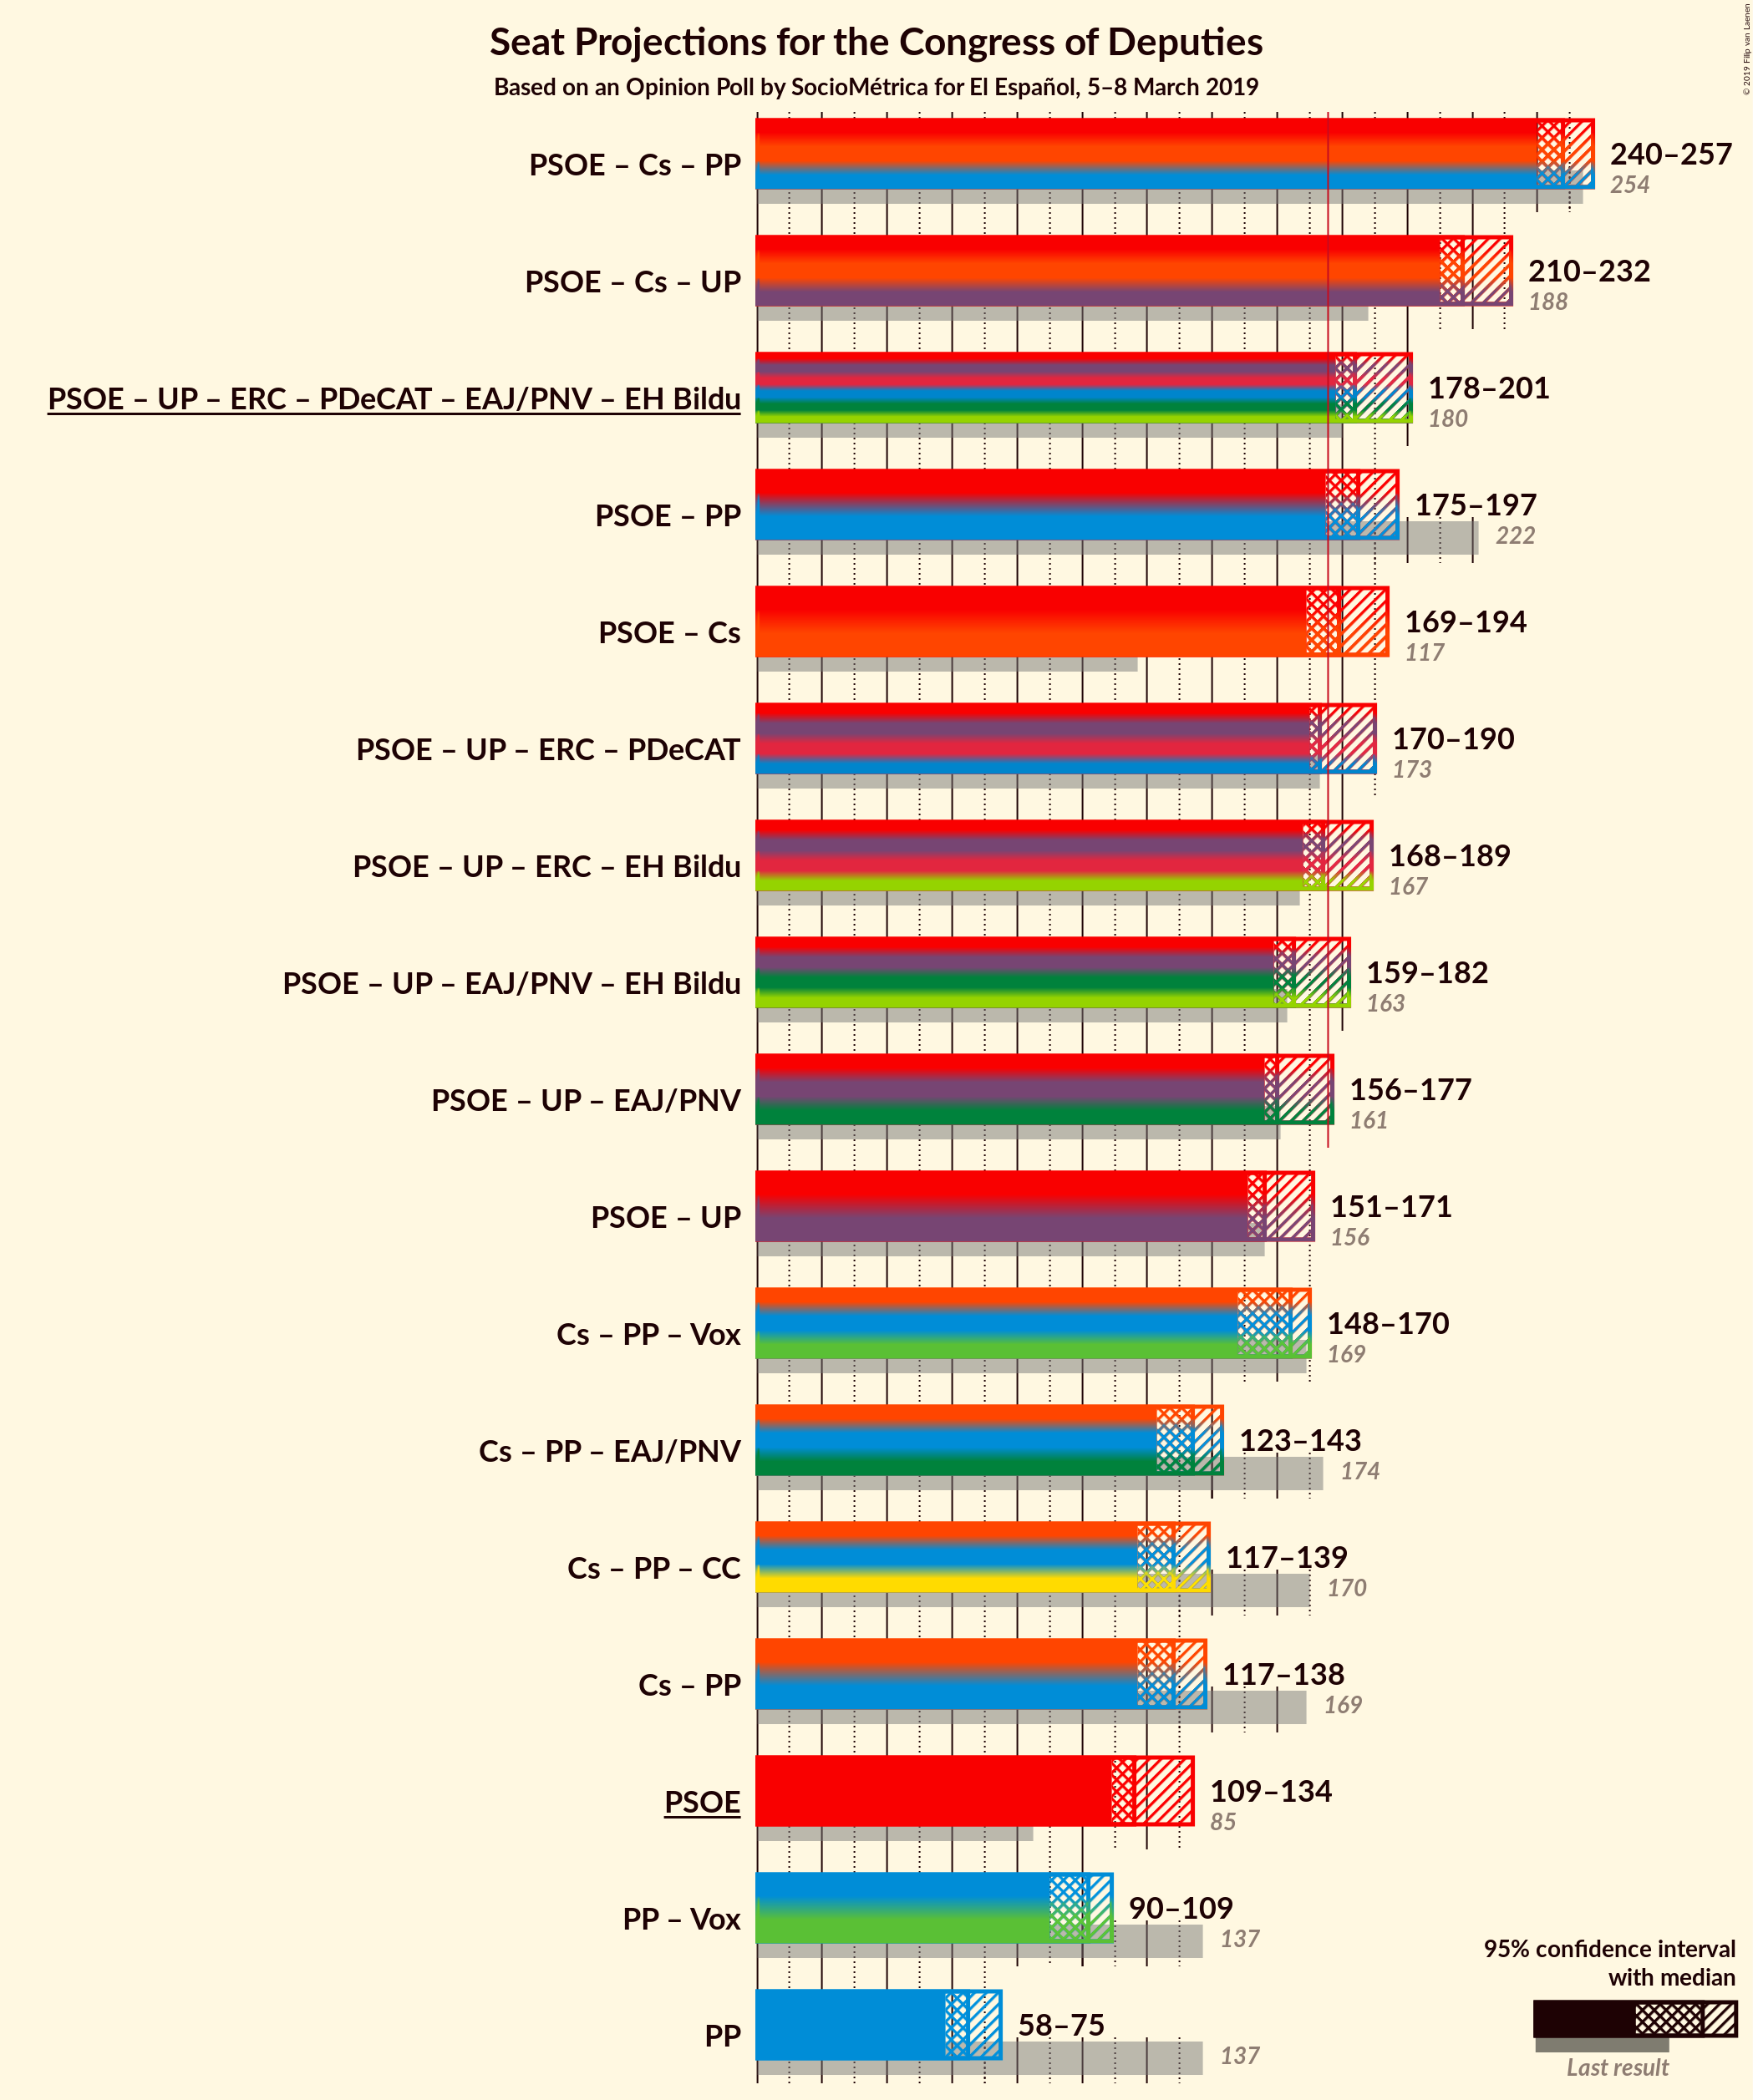 Seat Projections for the Congress of Deputies
Based on an Opinion Poll by SocioMétrica for El Español, 5–8 March 2019
© 2019 Filip van Laenen
PSOE – Cs – PP
240–257
254
PSOE – Cs – UP
210–232
188
PSOE – UP – ERC – PDeCAT – EAJ/PNV – EH Bildu
178–201
180
PSOE – PP
175–197
222
PSOE – Cs
169–194
117
PSOE – UP – ERC – PDeCAT
170–190
173
PSOE – UP – ERC – EH Bildu
168–189
167
PSOE – UP – EAJ/PNV – EH Bildu
159–182
163
PSOE – UP – EAJ/PNV
156–177
161
PSOE – UP
151–171
156
Cs – PP – Vox
148–170
169
Cs – PP – EAJ/PNV
123–143
174
Cs – PP – CC
117–139
170
Cs – PP
117–138
169
PSOE
109–134
85
PP – Vox
90–109
137
PP
58–75
137
95% confidence interval
with median
Last result